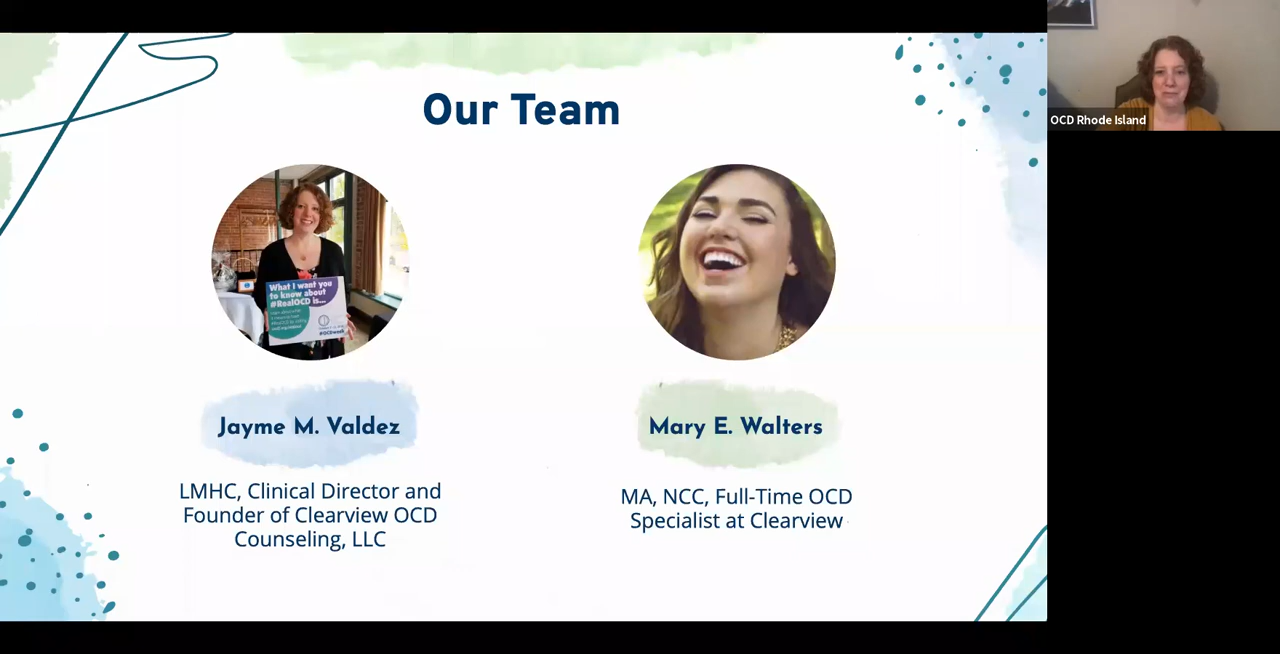 Our Team
OCD Rhode Island
What I want you
to know about
#RealOCD is...
#OCDweek
Jayme M. Valdez
LMHC, Clinical Director and
Founder of Clearview OCD
Counseling, LLC
Mary E. Walters
MA, NCC, Full-Time OCD
Specialist at Clearview